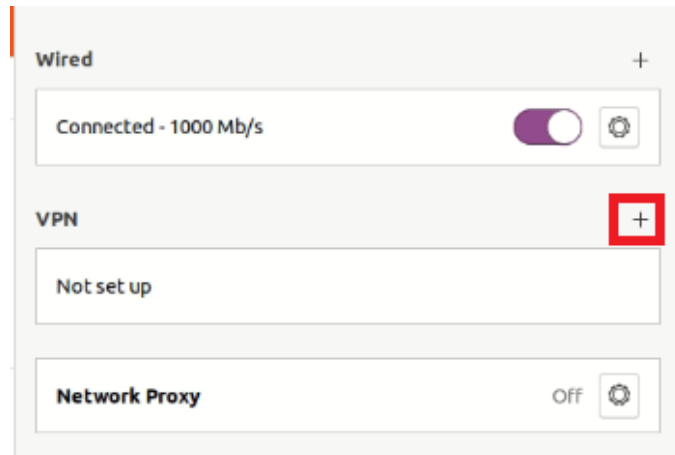 Wired +
Connected - 1000 Mb/s
VPN +
Not set up
Network Proxy Off